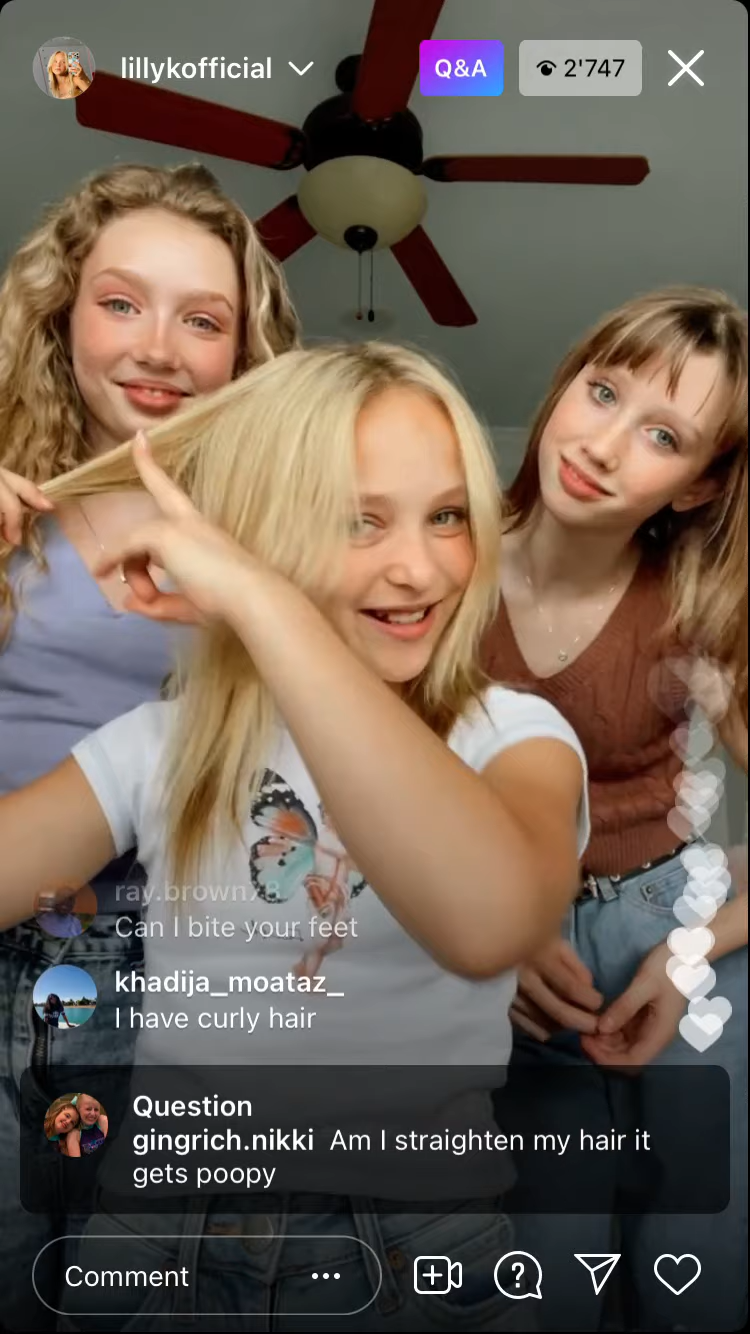 lillykofficial
Q&A
2'747
ray.brown78
Can I bite your feet
khadija_moataz_
I have curly hair
Question
gingrich.nikki Am I straighten my hair it
gets poopy
Comment